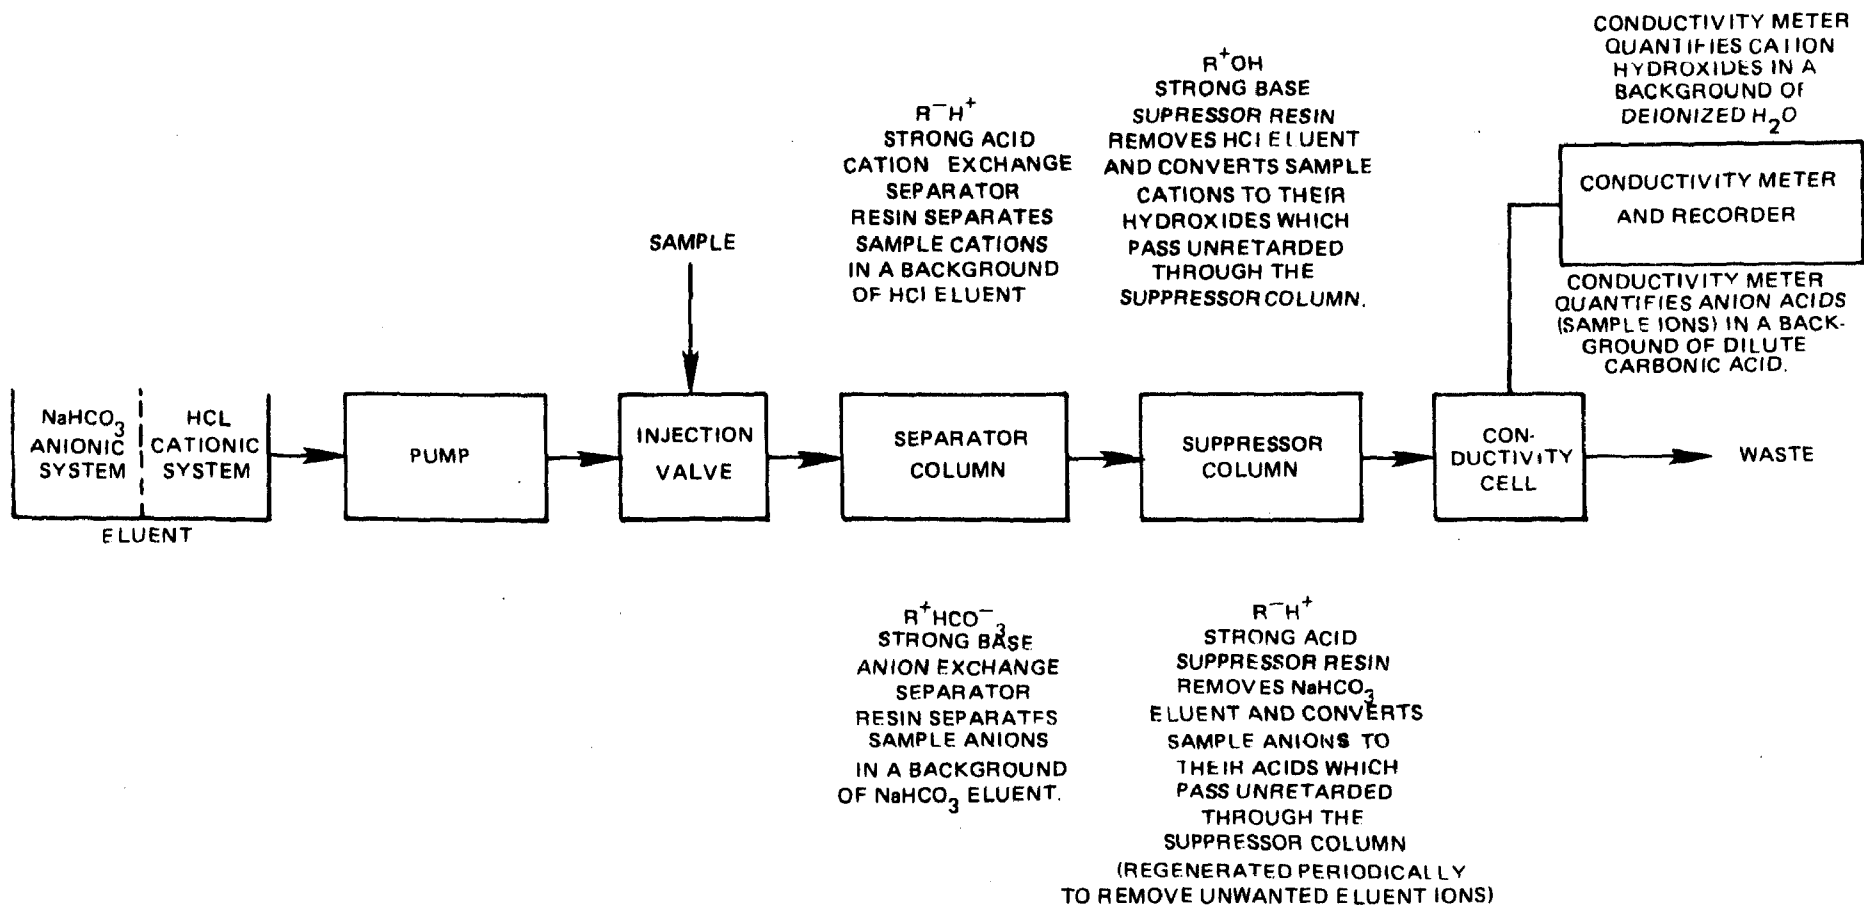 CONDUCTIVITY METER
QUANTIFIES CATION
HYDROXIDES IN A
BACKGROUND OF
DEIONIZED H2O
R+OH
STRONG BASE
SUPRESSOR RESIN
REMOVES HCl ELUENT
AND CONVERTS SAMPLE
CATIONS TO THEIR
HYDROXIDES WHICH
PASS UNRETARDED
THROUGH THE
SUPPRESSOR COLUMN.
R−H+
STRONG ACID
CATION EXCHANGE
SEPARATOR
RESIN SEPARATES
SAMPLE CATIONS
IN A BACKGROUND
OF HCl ELUENT
CONDUCTIVITY METER
AND RECORDER
SAMPLE
CONDUCTIVITY METER
QUANTIFIES ANION ACIDS
(SAMPLE IONS) IN A BACK-
GROUND OF DILUTE
CARBONIC ACID.
NaHCO3
ANIONIC
SYSTEM
HCL
CATIONIC
SYSTEM
ELUENT
PUMP
INJECTION
VALVE
SEPARATOR
COLUMN
SUPPRESSOR
COLUMN
CON-
DUCTIVITY
CELL
WASTE
R+HCO−3
STRONG BASE
ANION EXCHANGE
SEPARATOR
RESIN SEPARATES
SAMPLE ANIONS
IN A BACKGROUND
OF NaHCO3 ELUENT.
R−H+
STRONG ACID
SUPPRESSOR RESIN
REMOVES NaHCO3
ELUENT AND CONVERTS
SAMPLE ANIONS TO
THEIR ACIDS WHICH
PASS UNRETARDED
THROUGH THE
SUPPRESSOR COLUMN
(REGENERATED PERIODICALLY
TO REMOVE UNWANTED ELUENT IONS)